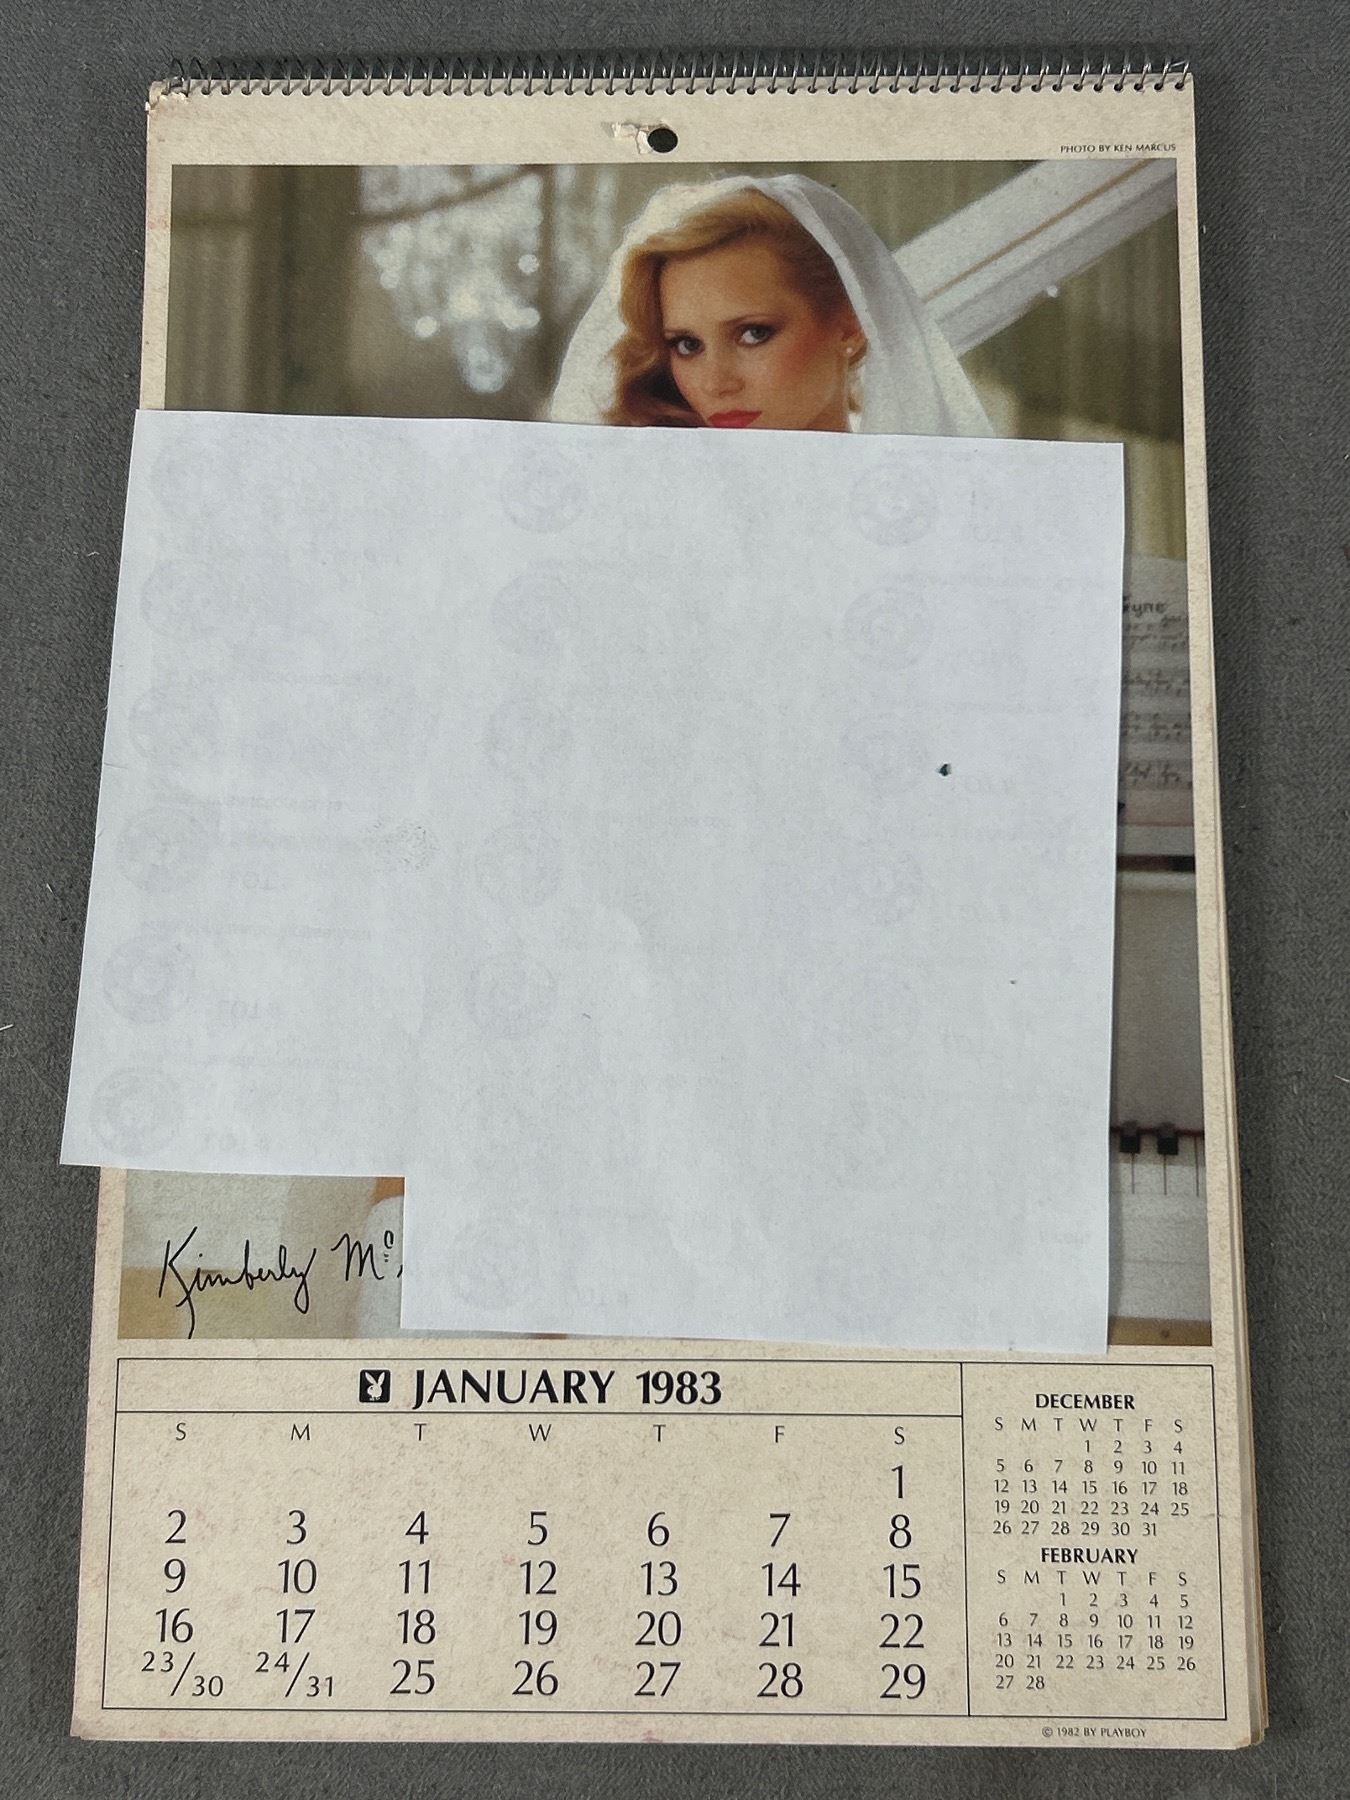 PHOTO BY KEN MARCUS
Kimberly Mc
JANUARY 1983
S M T W T F S
1
2 3 4 5 6 7 8
9 10 11 12 13 14 15
16 17 18 19 20 21 22
23/30 24/31 25 26 27 28 29
DECEMBER
S M T W T F S
1 2 3 4
5 6 7 8 9 10 11
12 13 14 15 16 17 18
19 20 21 22 23 24 25
26 27 28 29 30 31
FEBRUARY
S M T W T F S
1 2 3 4 5
6 7 8 9 10 11 12
13 14 15 16 17 18 19
20 21 22 23 24 25 26
27 28
© 1982 BY PLAYBOY